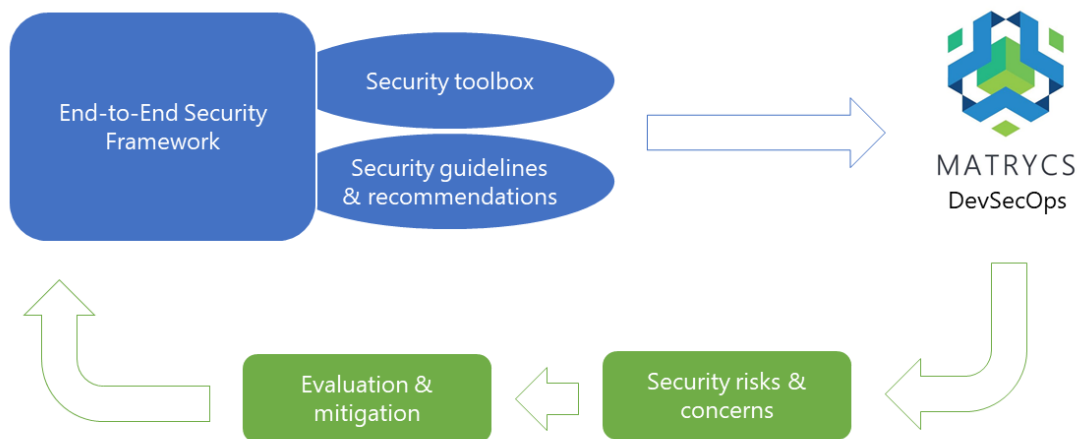 End-to-End Security
Framework
Security toolbox
Security guidelines
& recommendations
MATRYCS
DevSecOps
Evaluation &
mitigation
Security risks &
concerns